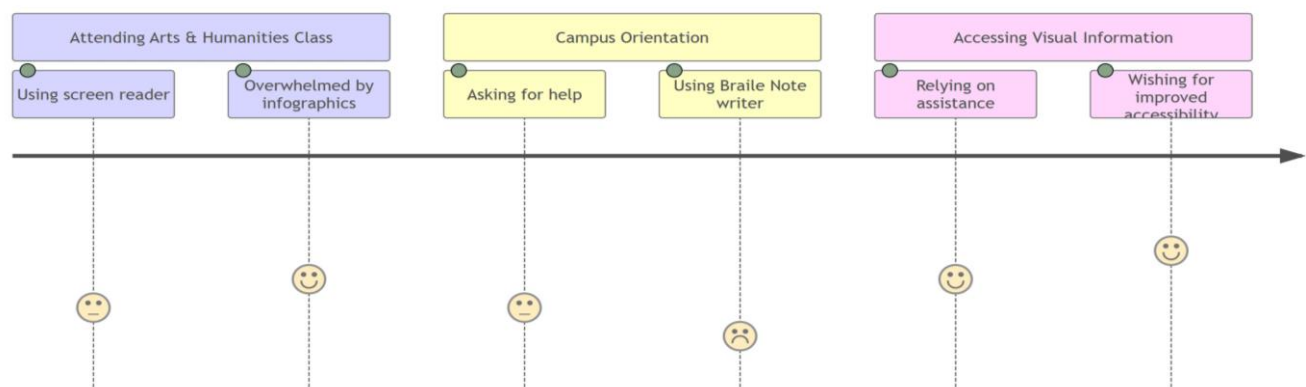 Attending Arts & Humanities Class
Campus Orientation
Accessing Visual Information
Using screen reader
Overwhelmed by
infographics
Asking for help
Using Braile Note
writer
Relying on
assistance
Wishing for
improved
accessibility